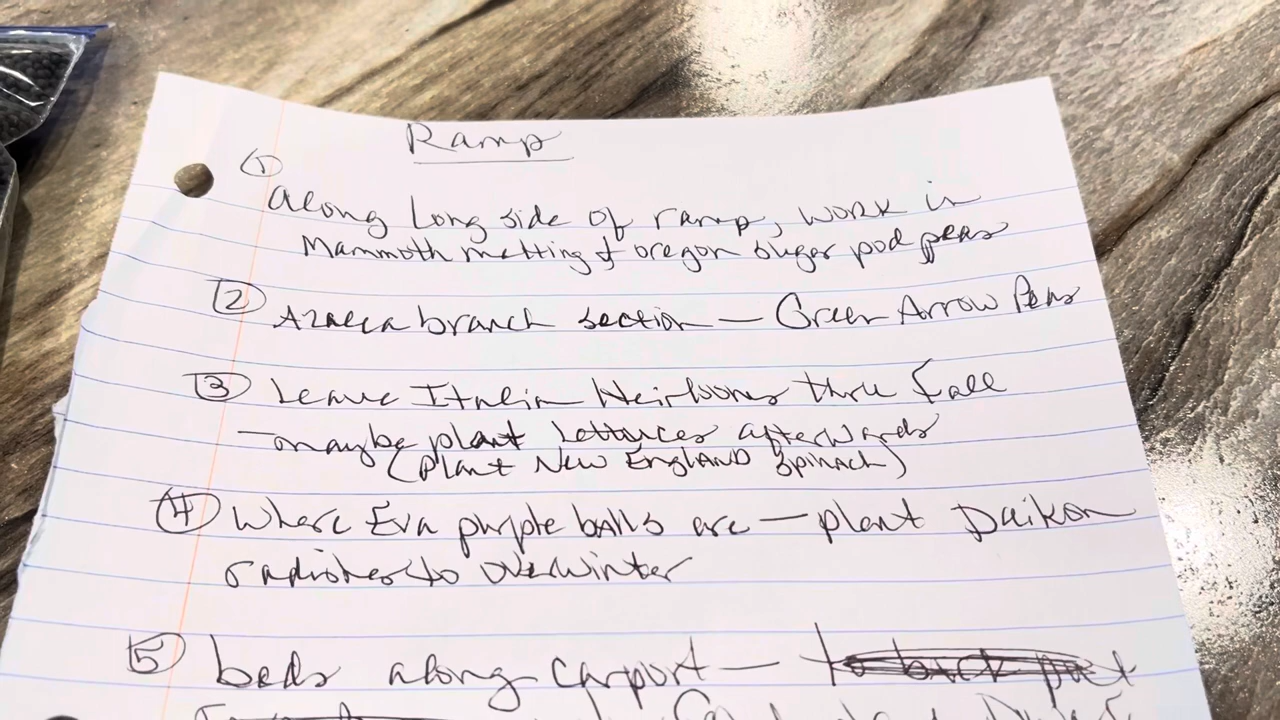 Ramp
①
along Long side of ramp, work in
Mammoth melting & oregon suger pod peas
② Azalea branch section — Green Arrow Peas
③ Leave Italian Heirlooms thru fall
- maybe plant Lettuces afterwards
(plant New England spinach)
④ Where Eva purple balls are — plant Daikon
radishes to overwinter
⑤ beds along carport —